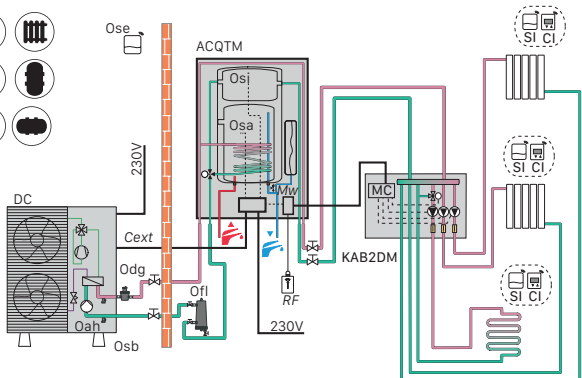 Ose
ACQTM
SI CI
Osi
Osa
230V
SI CI
DC
Mw
MC
Cext
KAB2DM
Odg
RF
SI CI
Ofl
230V
Oah
Osb